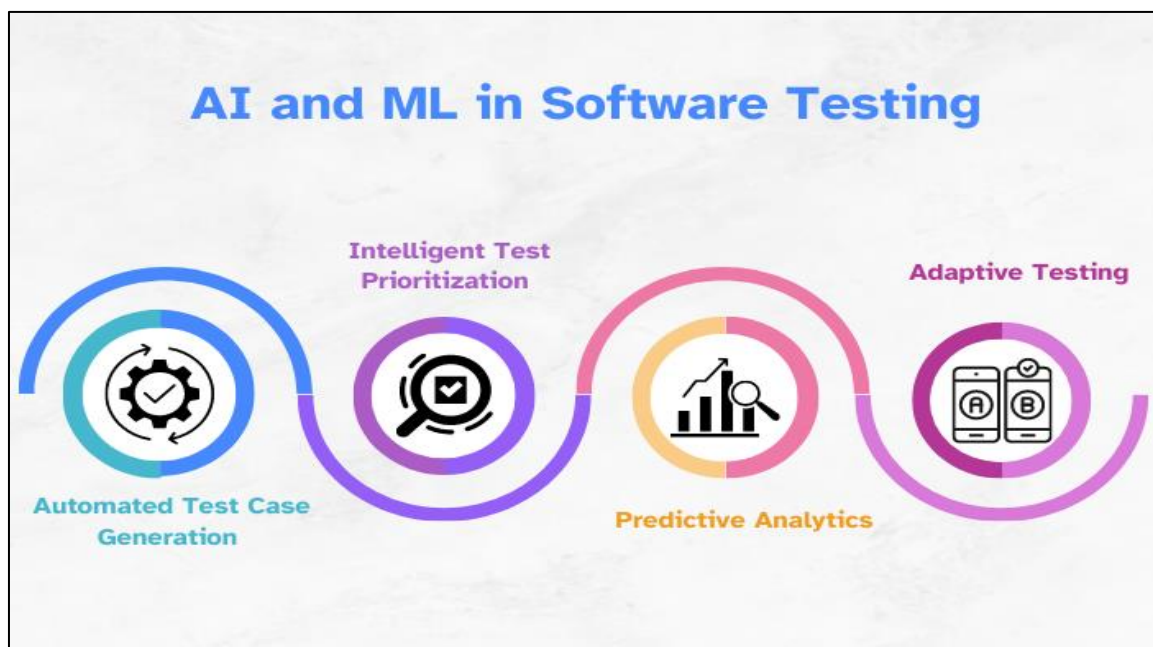 AI and ML in Software Testing
Automated Test Case
Generation
Intelligent Test
Prioritization
Predictive Analytics
Adaptive Testing
A
B